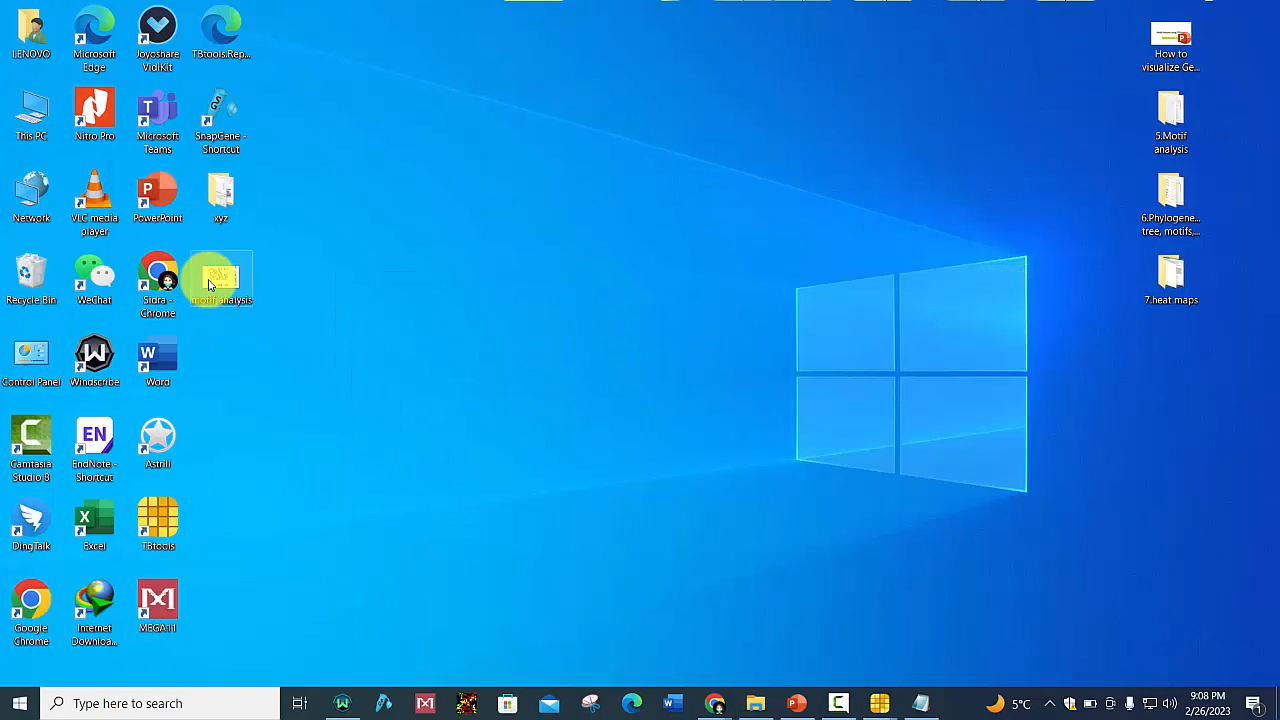 LENOVO
Microsoft
Edge
Joyoshare
VidiKit
TBtools.Rep...
How to
visualize Ge...
This PC
Nitro Pro
Microsoft
Teams
SnapGene -
Shortcut
5.Motif
analysis
Network
VLC media
player
PowerPoint
xyz
6.Phylogene...
tree, motifs,...
Recycle Bin
WeChat
Sidra -
Chrome
motif analysis
7.heat maps
Control Panel
Windscribe
Word
Camtasia
Studio 8
EN
EndNote -
Shortcut
Astrill
DingTalk
Excel
TBtools
Google
Chrome
Internet
Downloa...
MEGA11
Type here to search
5°C
9:08 PM
2/26/2023
1